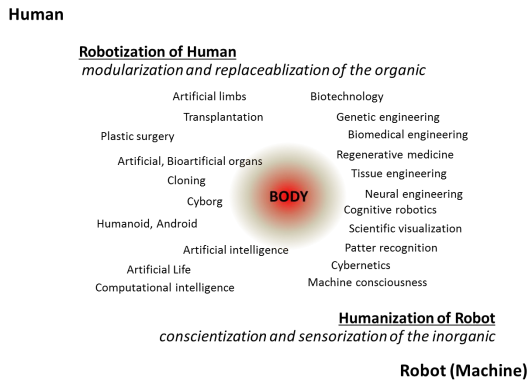 Human
Robotization of Human
modularization and replaceablization of the organic
Artificial limbs
Biotechnology
Transplantation
Genetic engineering
Plastic surgery
Biomedical engineering
Artificial, Bioartificial organs
Regenerative medicine
Cloning
Tissue engineering
Cyborg
BODY
Neural engineering
Cognitive robotics
Humanoid, Android
Scientific visualization
Artificial intelligence
Patter recognition
Artificial Life
Cybernetics
Computational intelligence
Machine consciousness
Humanization of Robot
conscientization and sensorization of the inorganic
Robot (Machine)